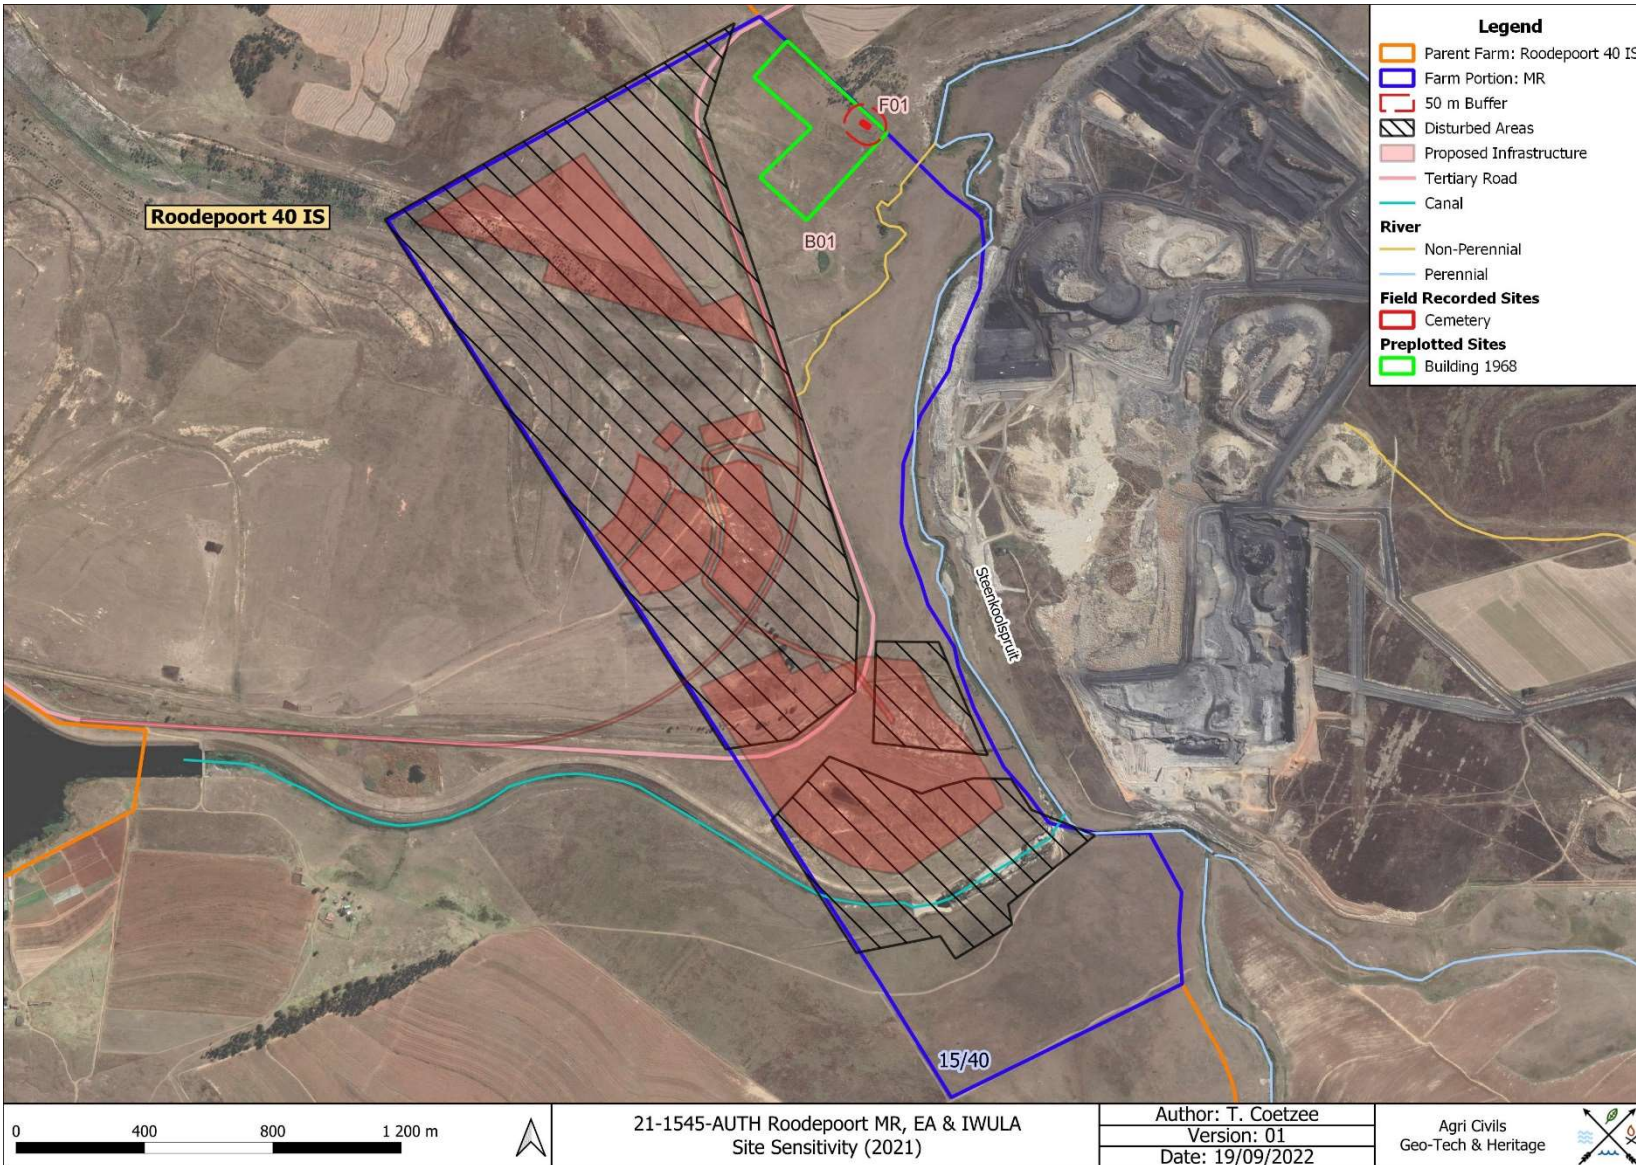 Legend
Parent Farm: Roodepoort 40 IS
Farm Portion: MR
50 m Buffer
Disturbed Areas
Proposed Infrastructure
Tertiary Road
Canal
River
Non-Perennial
Perennial
Field Recorded Sites
Cemetery
Preplotted Sites
Building 1968
F01
Roodepoort 40 IS
B01
Steenkoolspruit
15/40
0 400 800 1 200 m
21-1545-AUTH Roodepoort MR, EA & IWULA
Site Sensitivity (2021)
Author: T. Coetzee
Version: 01
Date: 19/09/2022
Agri Civils
Geo-Tech & Heritage